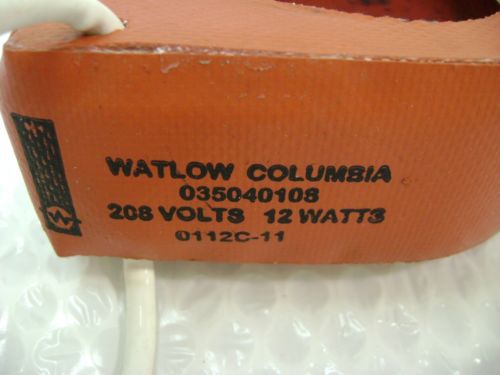 WATLOW COLUMBIA
035040108
208 VOLTS 12 WATTS
0112C-11